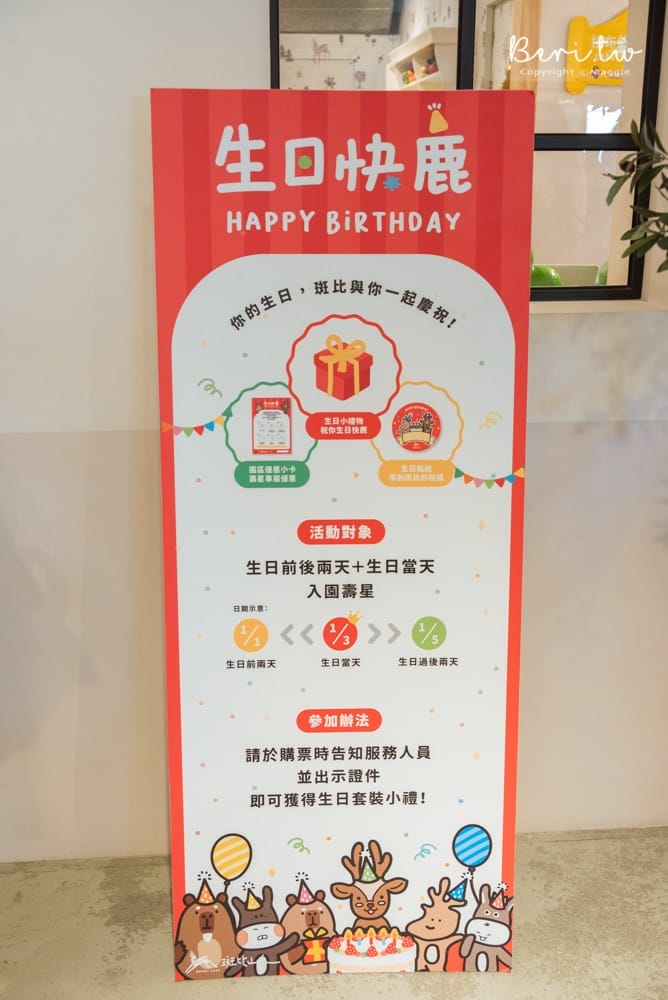 Beri.tw
Copyright ©Maggie
生日快鹿
HAPPY BiRTHDAY
你的生日，斑比與你一起慶祝！
生日小禮物
祝你生日快鹿
園區優惠小卡
壽星專屬優惠
生日貼紙
得到斑比的祝福
活動對象
生日前後兩天＋生日當天
入園壽星
日期示意：
1/1 << 1/3 >> 1/5
生日前兩天 生日當天 生日過後兩天
參加辦法
請於購票時告知服務人員
並出示證件
即可獲得生日套裝小禮！
斑比山丘